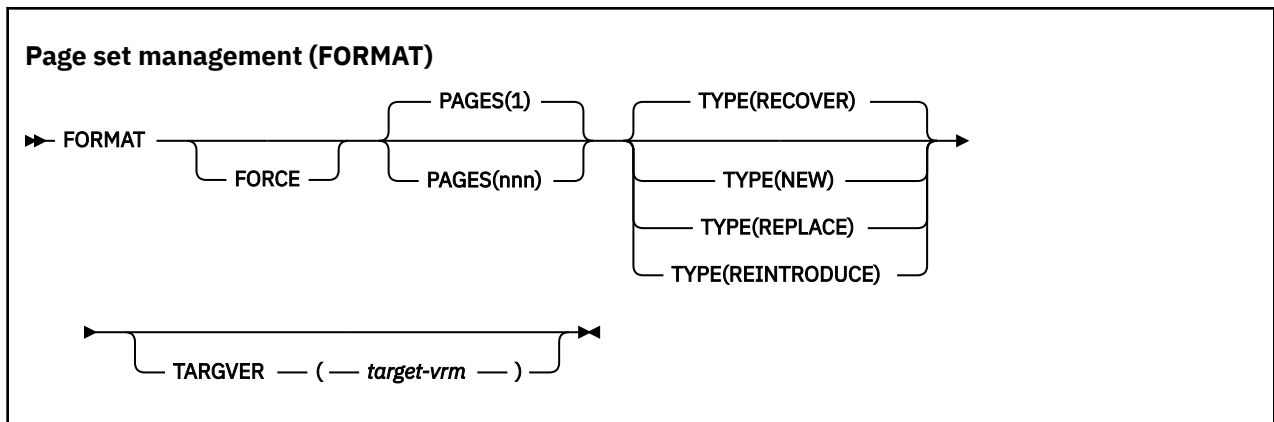 Page set management (FORMAT)
PAGES(1) TYPE(RECOVER)
FORMAT
FORCE PAGES(nnn) TYPE(NEW)
TYPE(REPLACE)
TYPE(REINTRODUCE)
TARGVER ( target-vrm )